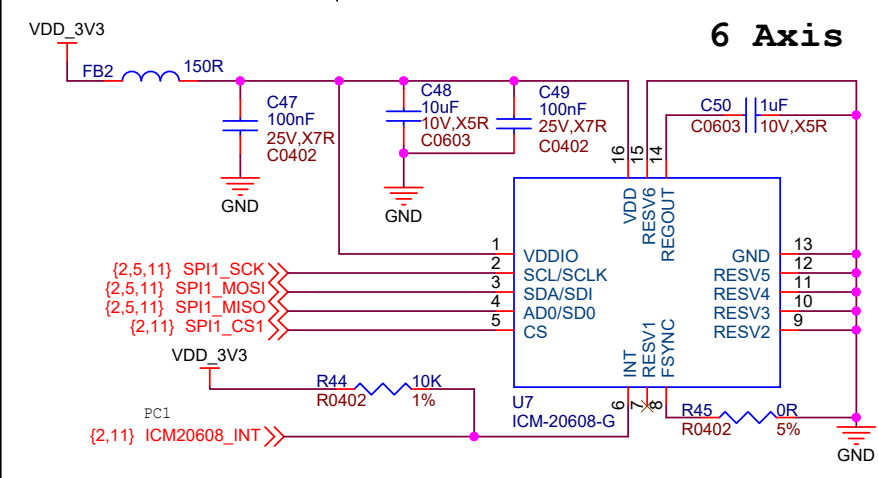 6 Axis
VDD_3V3
FB2
150R
C47
100nF
25V,X7R
C0402
GND
C48
10uF
10V,X5R
C0603
GND
C49
100nF
25V,X7R
C0402
C50
1uF
C0603
10V,X5R
16
15
14
VDD
RESV6
REGOUT
1
VDDIO
{2,5,11} SPI1_SCK
2
SCL/SCLK
{2,5,11} SPI1_MOSI
3
SDA/SDI
{2,5,11} SPI1_MISO
4
AD0/SD0
{2,11} SPI1_CS1
5
CS
GND
13
RESV5
12
RESV4
11
RESV3
10
RESV2
9
INT
RESV1
FSYNC
6
7
8
VDD_3V3
R44
10K
R0402
1%
U7
ICM-20608-G
PC1
{2,11} ICM20608_INT
R45
0R
R0402
5%
GND